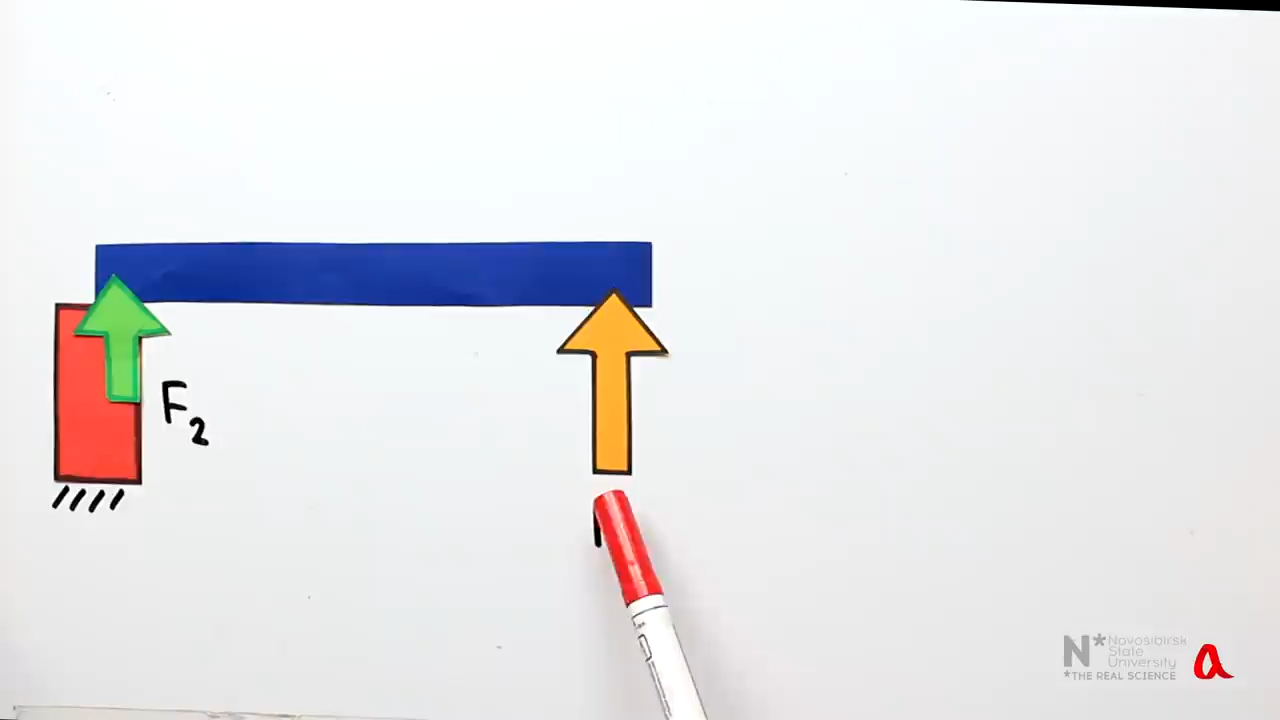 F₂
N* Novosibirsk
State
University
*THE REAL SCIENCE
a